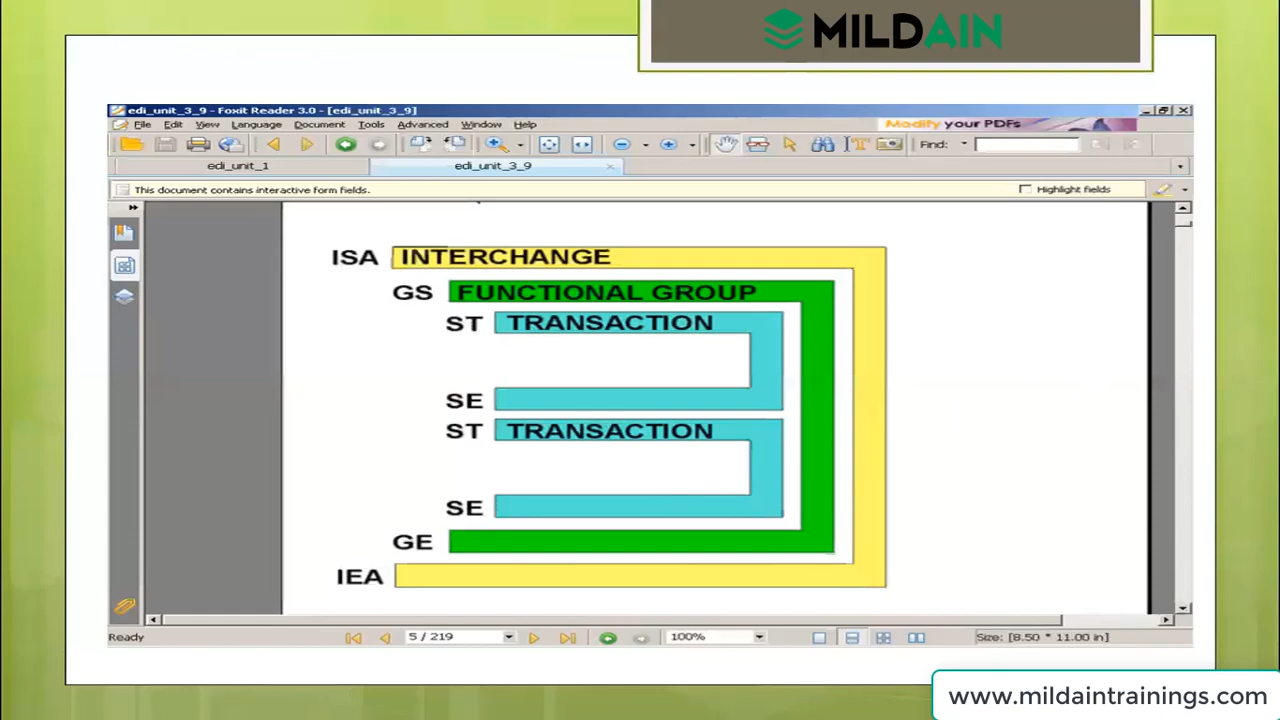 MILDAIN
edi_unit_3_9 - Foxit Reader 3.0 - [edi_unit_3_9]
File Edit View Language Document Tools Advanced Window Help
Modify your PDFs
Find:
edi_unit_1 edi_unit_3_9
This document contains interactive form fields. Highlight fields
ISA INTERCHANGE
GS FUNCTIONAL GROUP
ST TRANSACTION
SE
ST TRANSACTION
SE
GE
IEA
Ready 5 / 219 100% Size: [8.50 * 11.00 in]
www.mildaintrainings.com